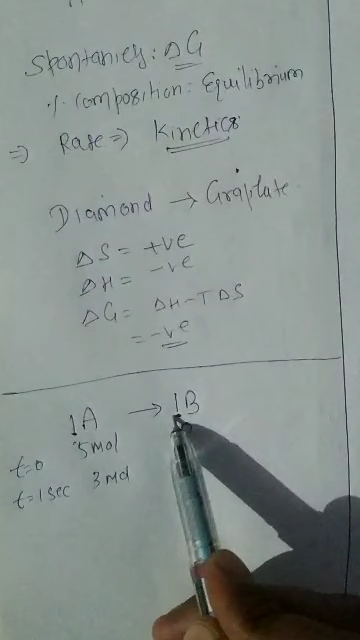 Spontaniety: ΔG
% Composition: Equilibrium
⇒ Rate ⇒ Kinetics
Diamond → Graphate
ΔS = +ve
ΔH = -ve
ΔG = ΔH-TΔS
= -ve
1A → 1B
t=0 5mol
t=1sec 3mol